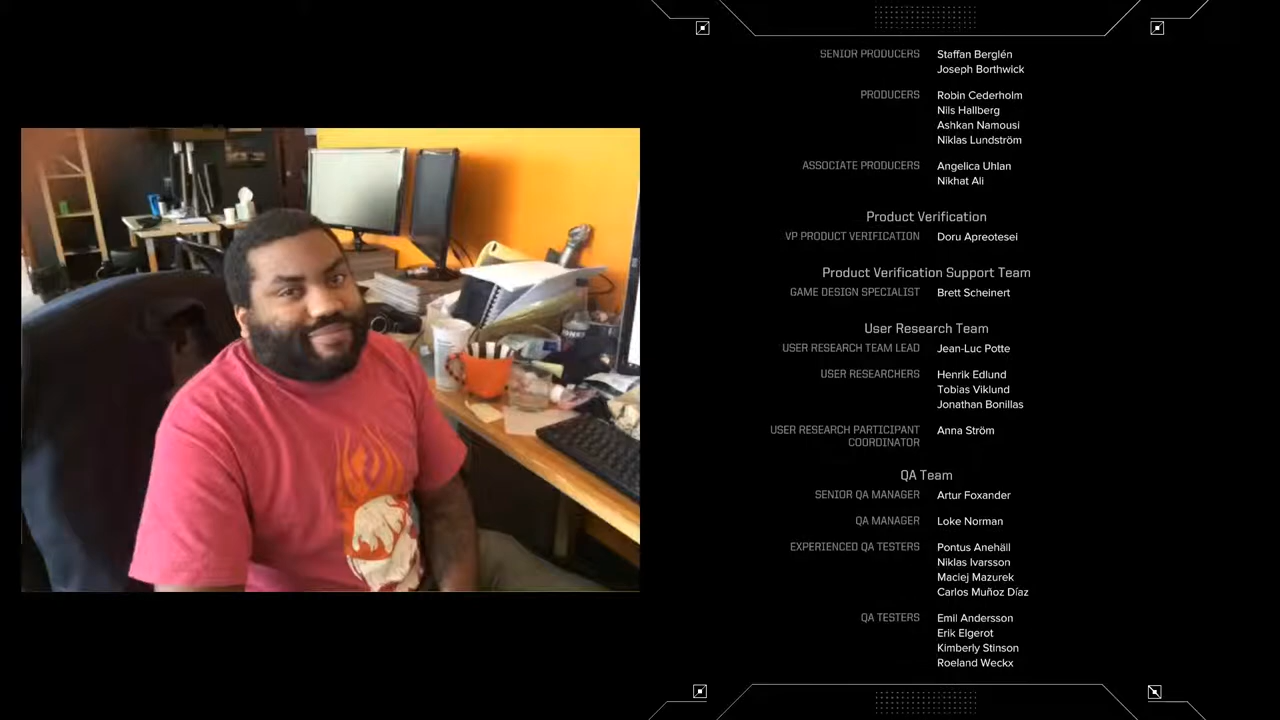 SENIOR PRODUCERS Staffan Berglén
Joseph Borthwick
PRODUCERS Robin Cederholm
Nils Hallberg
Ashkan Namousi
Niklas Lundström
ASSOCIATE PRODUCERS Angelica Uhlan
Nikhat Ali
Product Verification
VP PRODUCT VERIFICATION Doru Apreotesei
Product Verification Support Team
GAME DESIGN SPECIALIST Brett Scheinert
User Research Team
USER RESEARCH TEAM LEAD Jean-Luc Potte
USER RESEARCHERS Henrik Edlund
Tobias Viklund
Jonathan Bonillas
USER RESEARCH PARTICIPANT Anna Ström
COORDINATOR
QA Team
SENIOR QA MANAGER Artur Foxander
QA MANAGER Loke Norman
EXPERIENCED QA TESTERS Pontus Anehäll
Niklas Ivarsson
Maciej Mazurek
Carlos Muñoz Díaz
QA TESTERS Emil Andersson
Erik Elgerot
Kimberly Stinson
Roeland Weckx